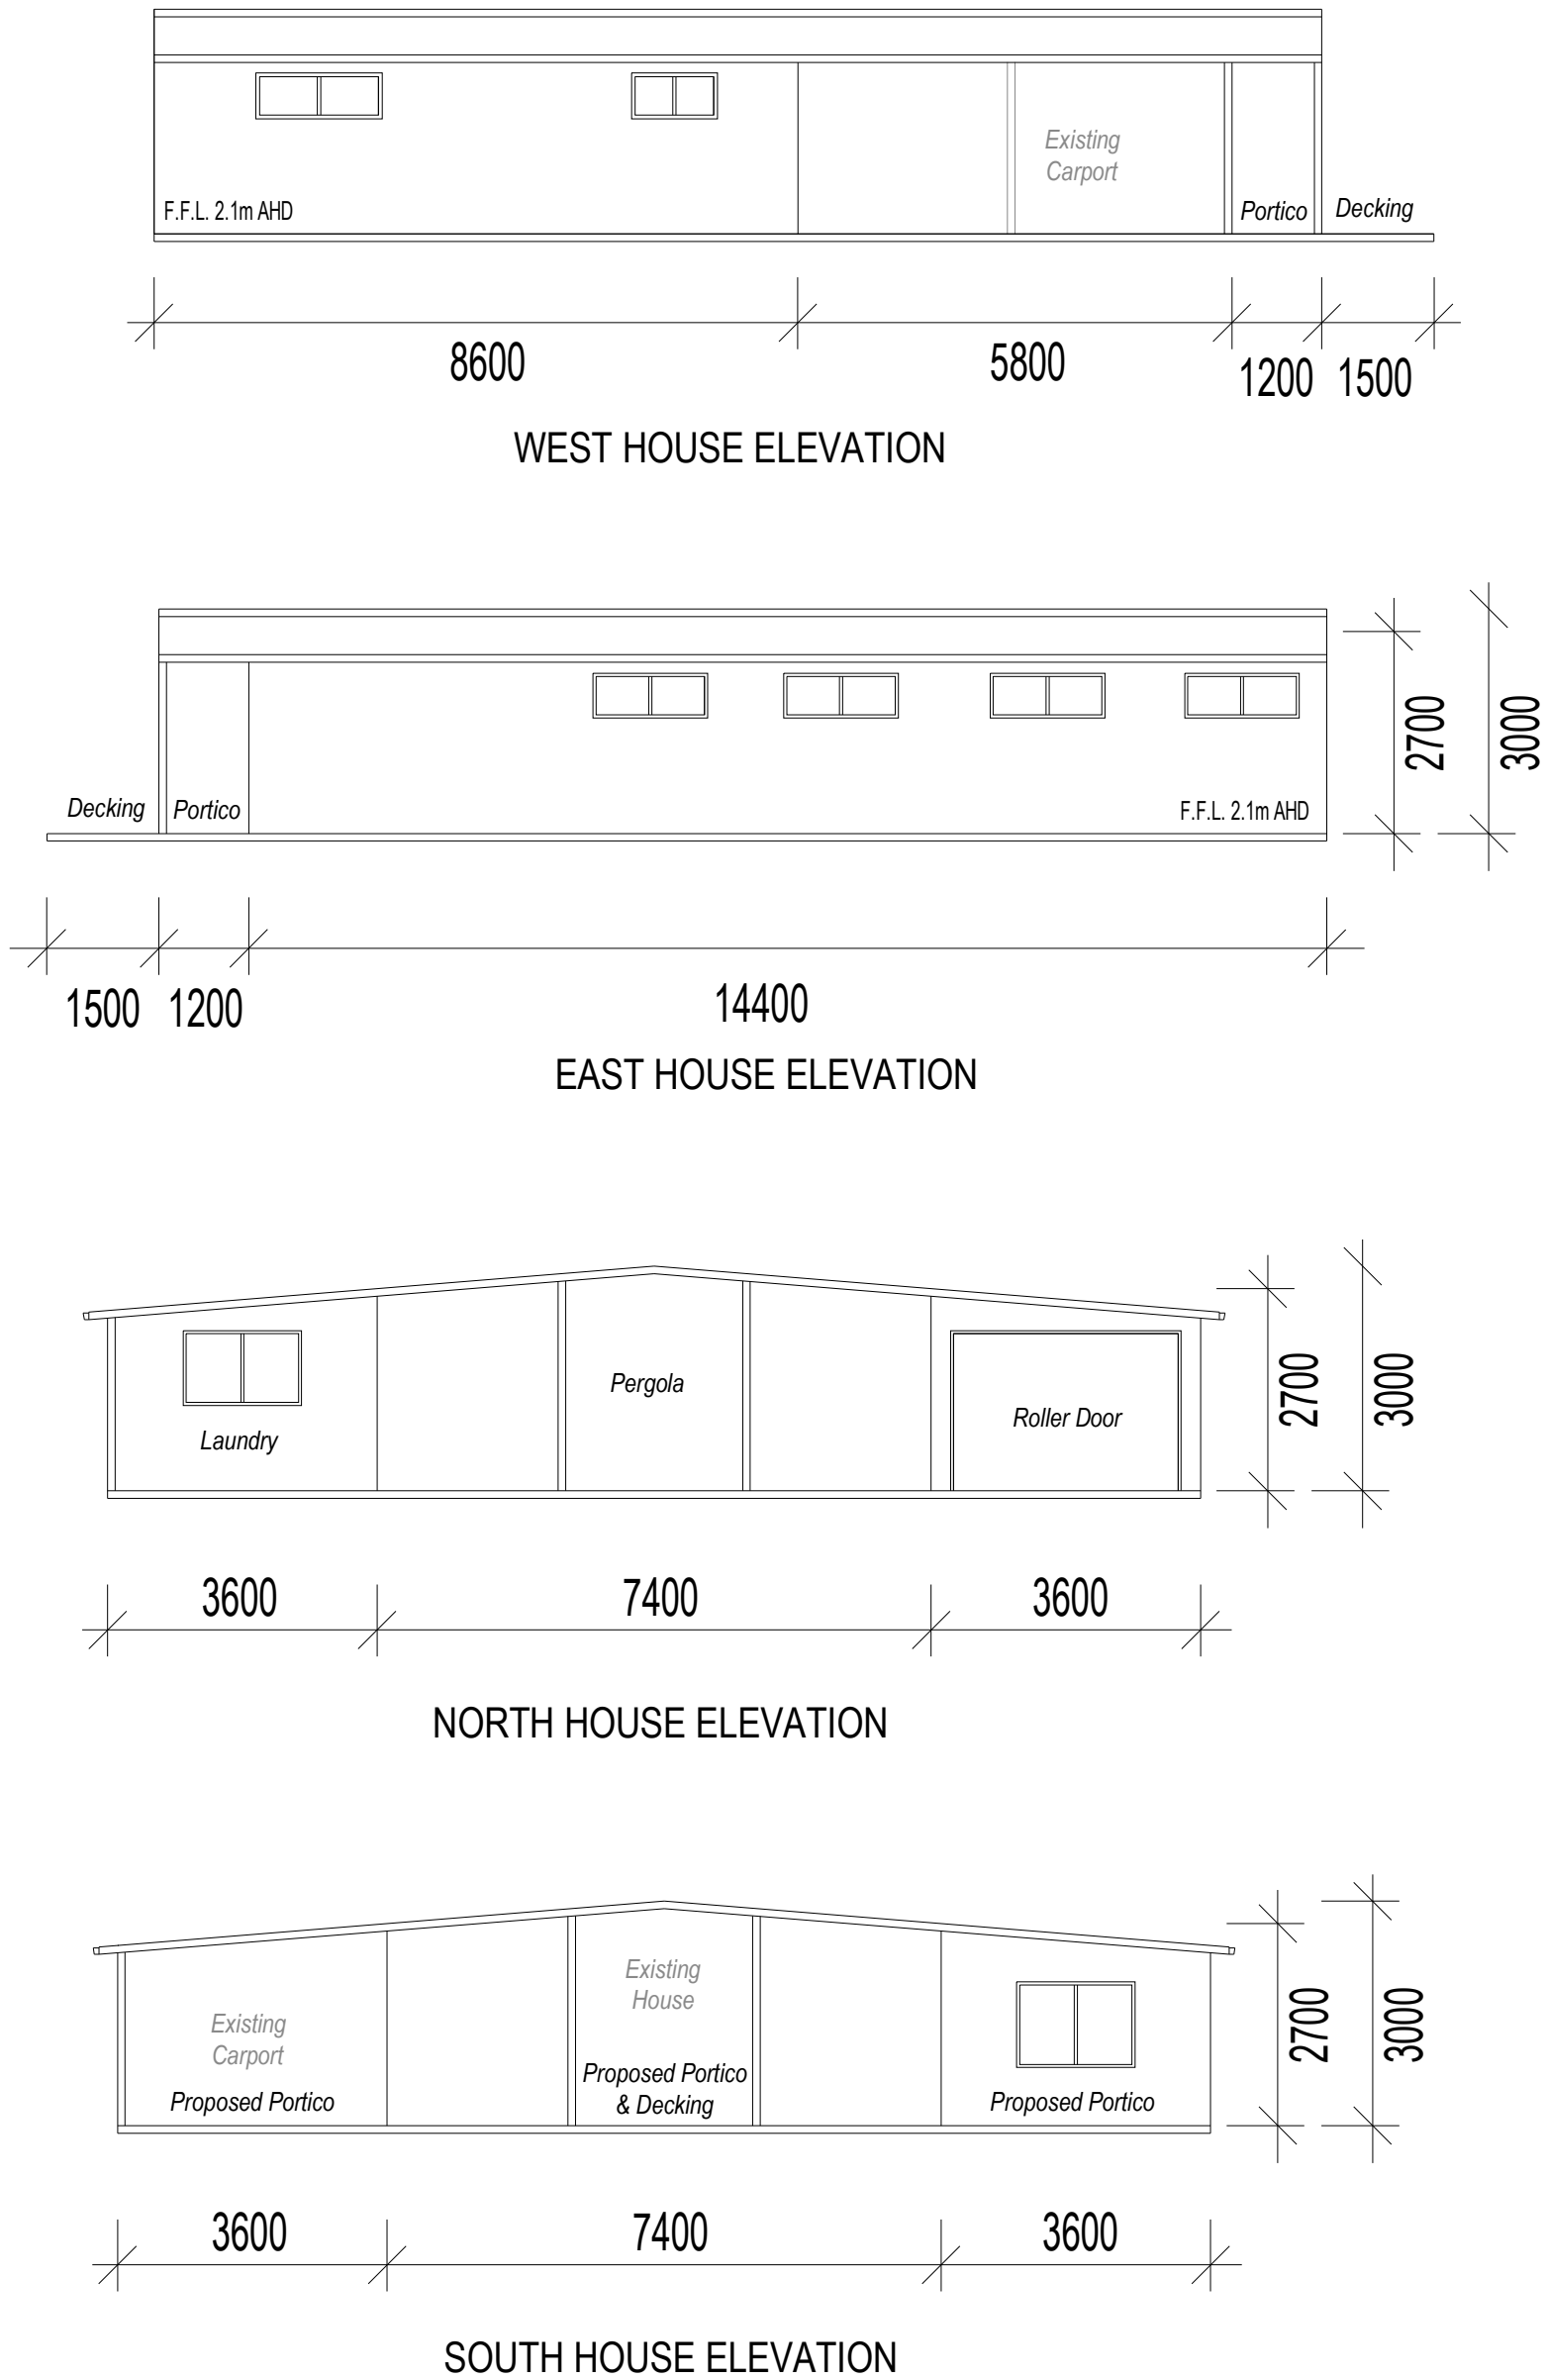 Existing
Carport
F.F.L. 2.1m AHD
Portico
Decking
8600
5800
1200
1500
WEST HOUSE ELEVATION
2700
3000
Decking
Portico
F.F.L. 2.1m AHD
1500
1200
14400
EAST HOUSE ELEVATION
Pergola
Laundry
Roller Door
2700
3000
3600
7400
3600
NORTH HOUSE ELEVATION
Existing
House
Existing
Carport
Proposed Portico
Proposed Portico
& Decking
Proposed Portico
2700
3000
3600
7400
3600
SOUTH HOUSE ELEVATION